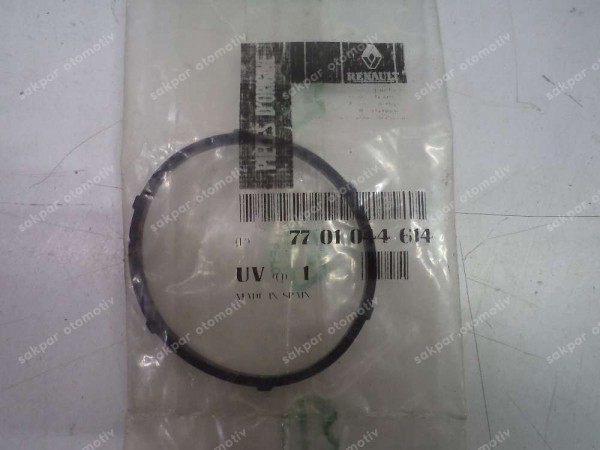 RENAULT
PIECES D'ORIGINE
(P)
77 01 044 614
UV
1
MADE IN SPAIN
sakpar otomotiv